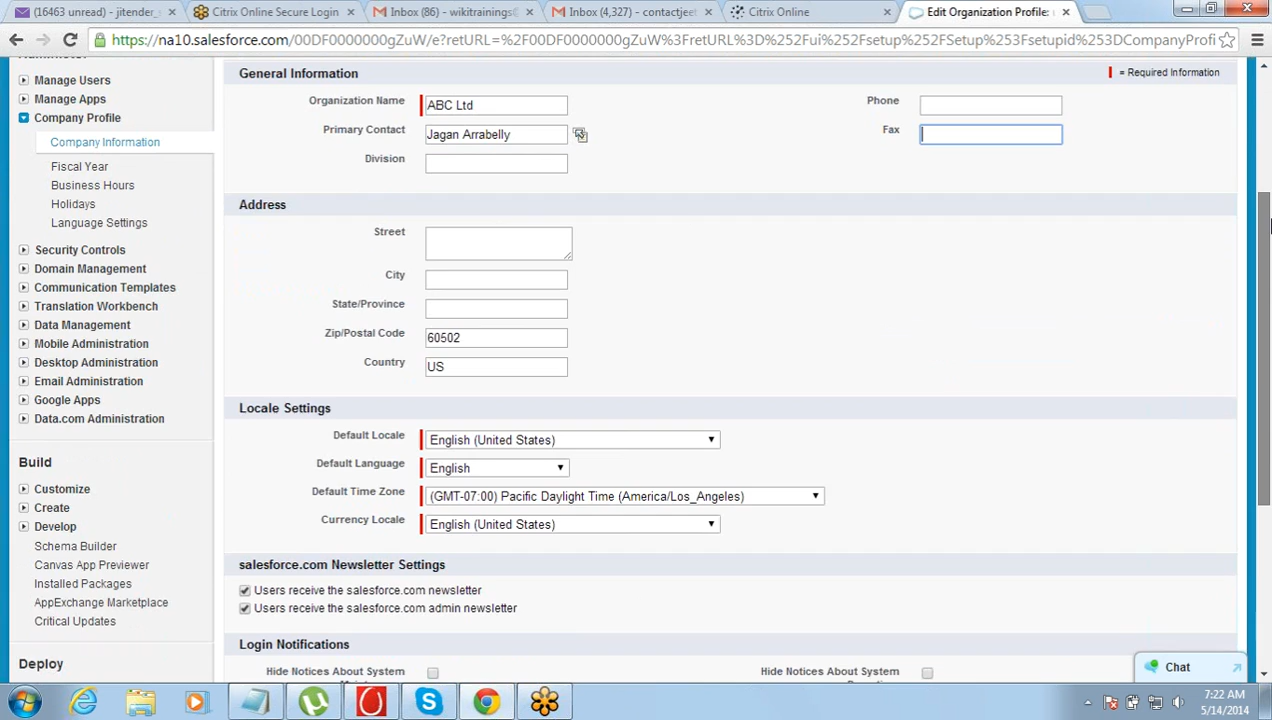 (16463 unread) - jitender_
Citrix Online Secure Login
Inbox (86) - wikitrainings@
Inbox (4,327) - contactjeet
Citrix Online
Edit Organization Profile:
https://na10.salesforce.com/00DF0000000gZuW/e?retURL=%2F00DF0000000gZuW%3FretURL%3D%252Fui%252Fsetup%252FSetup%253Fsetupid%253DCompanyProfi
Manage Users
Manage Apps
Company Profile
Company Information
Fiscal Year
Business Hours
Holidays
Language Settings
Security Controls
Domain Management
Communication Templates
Translation Workbench
Data Management
Mobile Administration
Desktop Administration
Email Administration
Google Apps
Data.com Administration
Build
Customize
Create
Develop
Schema Builder
Canvas App Previewer
Installed Packages
AppExchange Marketplace
Critical Updates
Deploy
General Information
= Required Information
Organization Name ABC Ltd
Phone
Primary Contact Jagan Arrabelly
Fax
Division
Address
Street
City
State/Province
Zip/Postal Code 60502
Country US
Locale Settings
Default Locale English (United States)
Default Language English
Default Time Zone (GMT-07:00) Pacific Daylight Time (America/Los_Angeles)
Currency Locale English (United States)
salesforce.com Newsletter Settings
Users receive the salesforce.com newsletter
Users receive the salesforce.com admin newsletter
Login Notifications
Hide Notices About System
Hide Notices About System
Chat
7:22 AM
5/14/2014